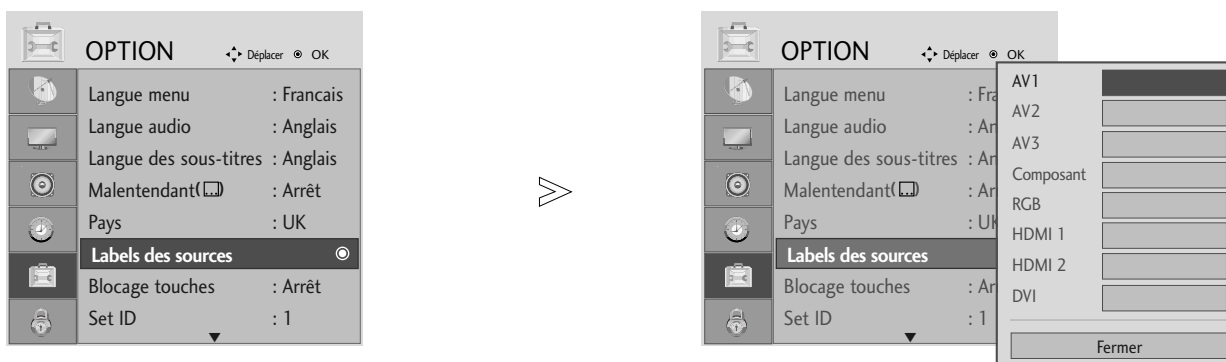 OPTION
Déplacer OK
Langue menu : Francais
Langue audio : Anglais
Langue des sous-titres : Anglais
Malentendant( ) : Arrêt
Pays : UK
Labels des sources
Blocage touches : Arrêt
Set ID : 1
OPTION
Déplacer OK
Langue menu : Fra
Langue audio : An
Langue des sous-titres : An
Malentendant( ) : Ar
Pays : UK
Labels des sources
Blocage touches : Ar
Set ID : 1
AV1
AV2
AV3
Composant
RGB
HDMI 1
HDMI 2
DVI
Fermer